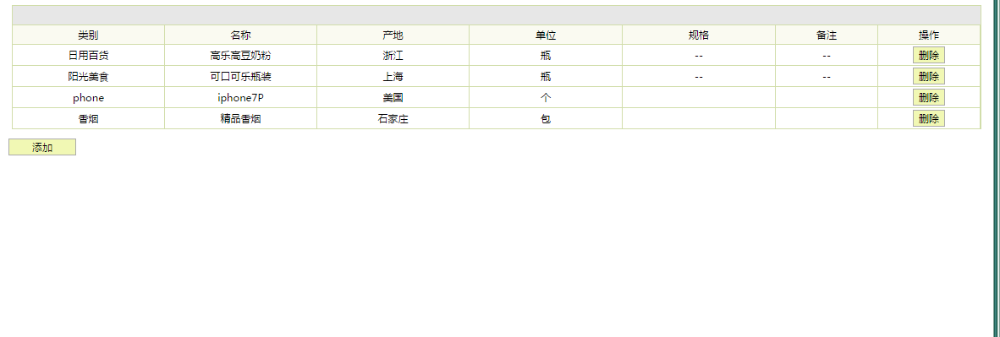 类别 名称 产地 单位 规格 备注 操作
日用百货 高乐高豆奶粉 浙江 瓶 -- -- 删除
阳光美食 可口可乐瓶装 上海 瓶 -- -- 删除
phone iphone7P 美国 个 删除
香烟 精品香烟 石家庄 包 删除
添加